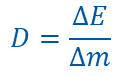 D = ΔE / Δm